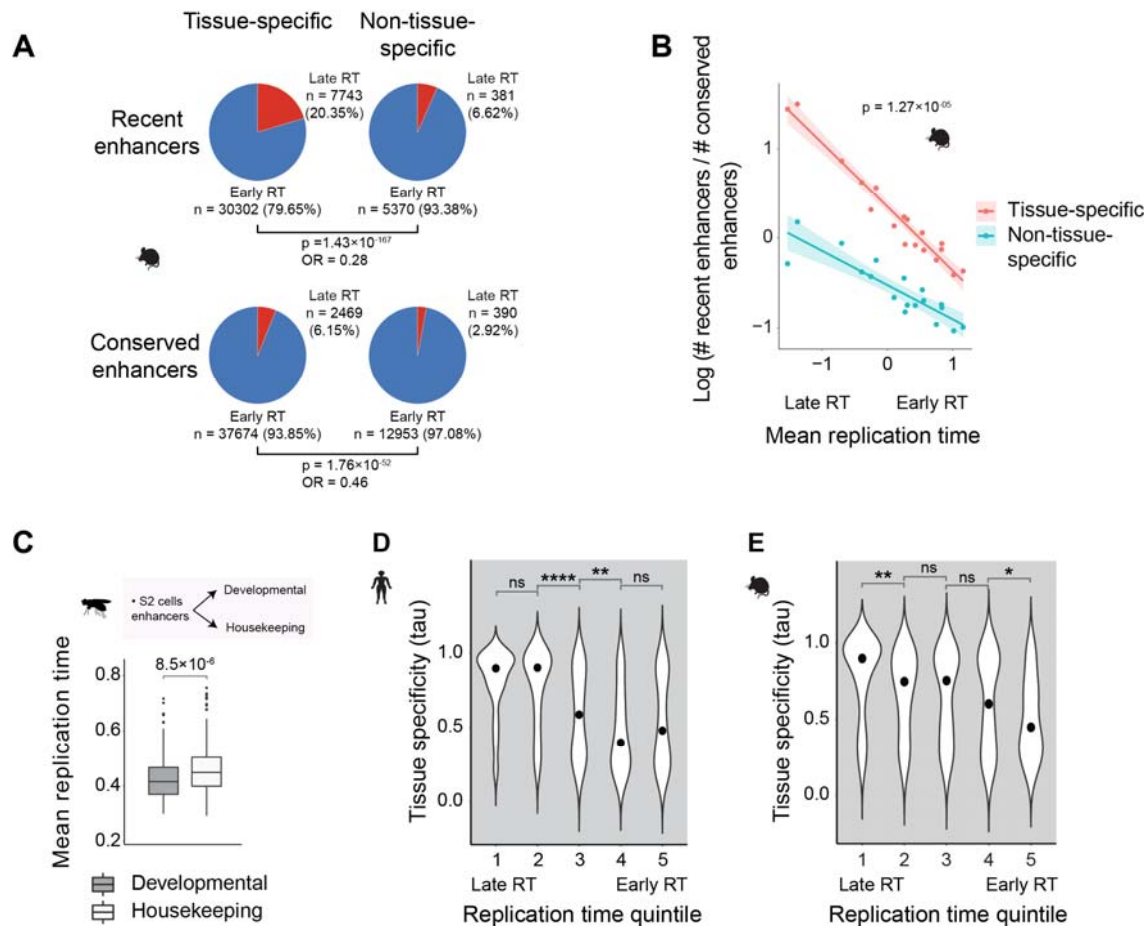 A
Tissue-specific
Non-tissue-
specific
Recent
enhancers
Late RT
n = 7743
(20.35%)
Late RT
n = 381
(6.62%)
Early RT
n = 30302 (79.65%)
Early RT
n = 5370 (93.38%)
p =1.43×10⁻¹⁶⁷
OR = 0.28
Conserved
enhancers
Late RT
n = 2469
(6.15%)
Late RT
n = 390
(2.92%)
Early RT
n = 37674 (93.85%)
Early RT
n = 12953 (97.08%)
p = 1.76×10⁻⁵²
OR = 0.46
B
Log (# recent enhancers / # conserved
enhancers)
p = 1.27×10⁻⁰⁵
1
0
−1
−1
0
1
Late RT
Early RT
Mean replication time
Tissue-specific
Non-tissue-
specific
C
• S2 cells
enhancers
Developmental
Housekeeping
8.5×10⁻⁶
Mean replication time
0.8
0.6
0.4
0.2
Developmental
Housekeeping
D
ns
****
**
ns
Tissue specificity (tau)
1.0
0.5
0.0
1 2 3 4 5
Late RT
Early RT
Replication time quintile
E
**
ns
ns
*
Tissue specificity (tau)
1.0
0.5
0.0
1 2 3 4 5
Late RT
Early RT
Replication time quintile